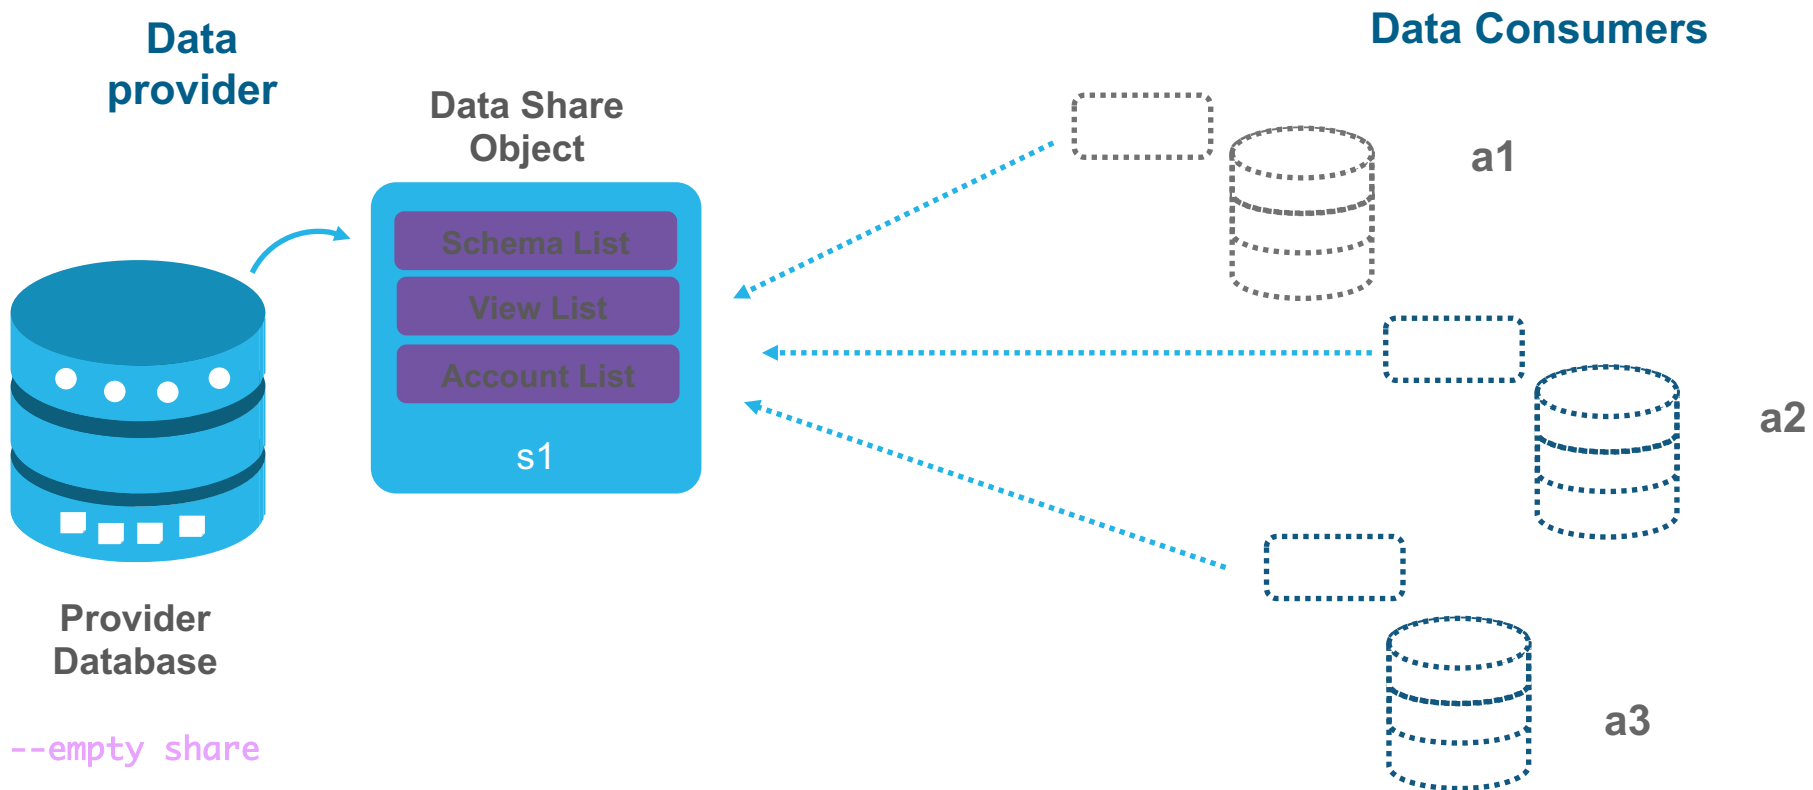 Data
provider
Data Share
Object
Schema List
View List
Account List
s1
Provider
Database
--empty share
Data Consumers
a1
a2
a3